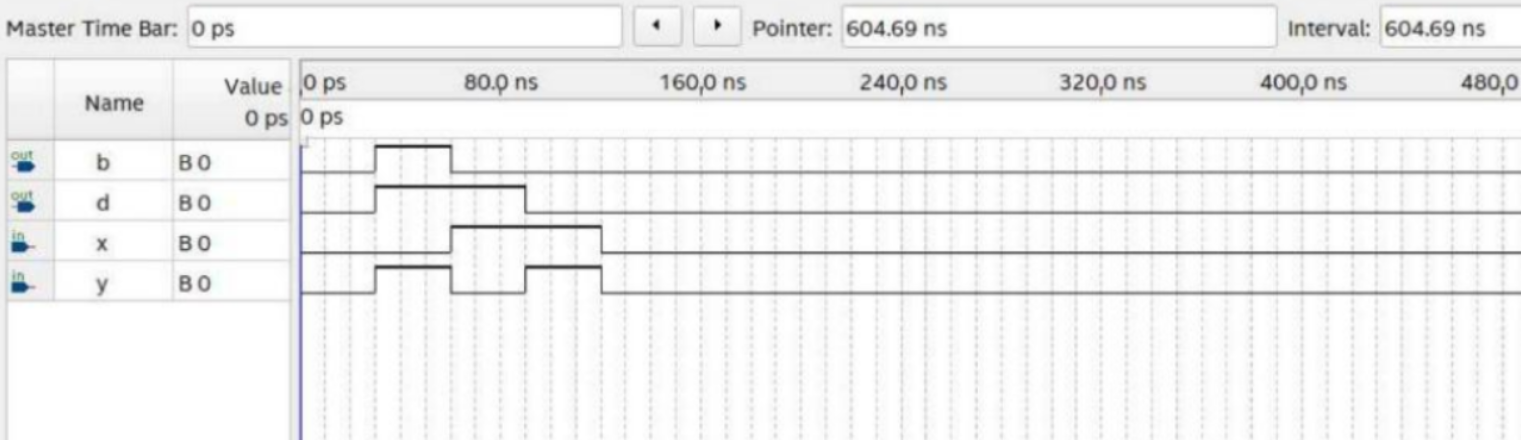 Master Time Bar: 0 ps Pointer: 604.69 ns Interval: 604.69 ns
Name Value 0 ps
0 ps 80.0 ns 160,0 ns 240,0 ns 320,0 ns 400,0 ns 480,0
0 ps
out b B 0
out d B 0
in x B 0
in y B 0